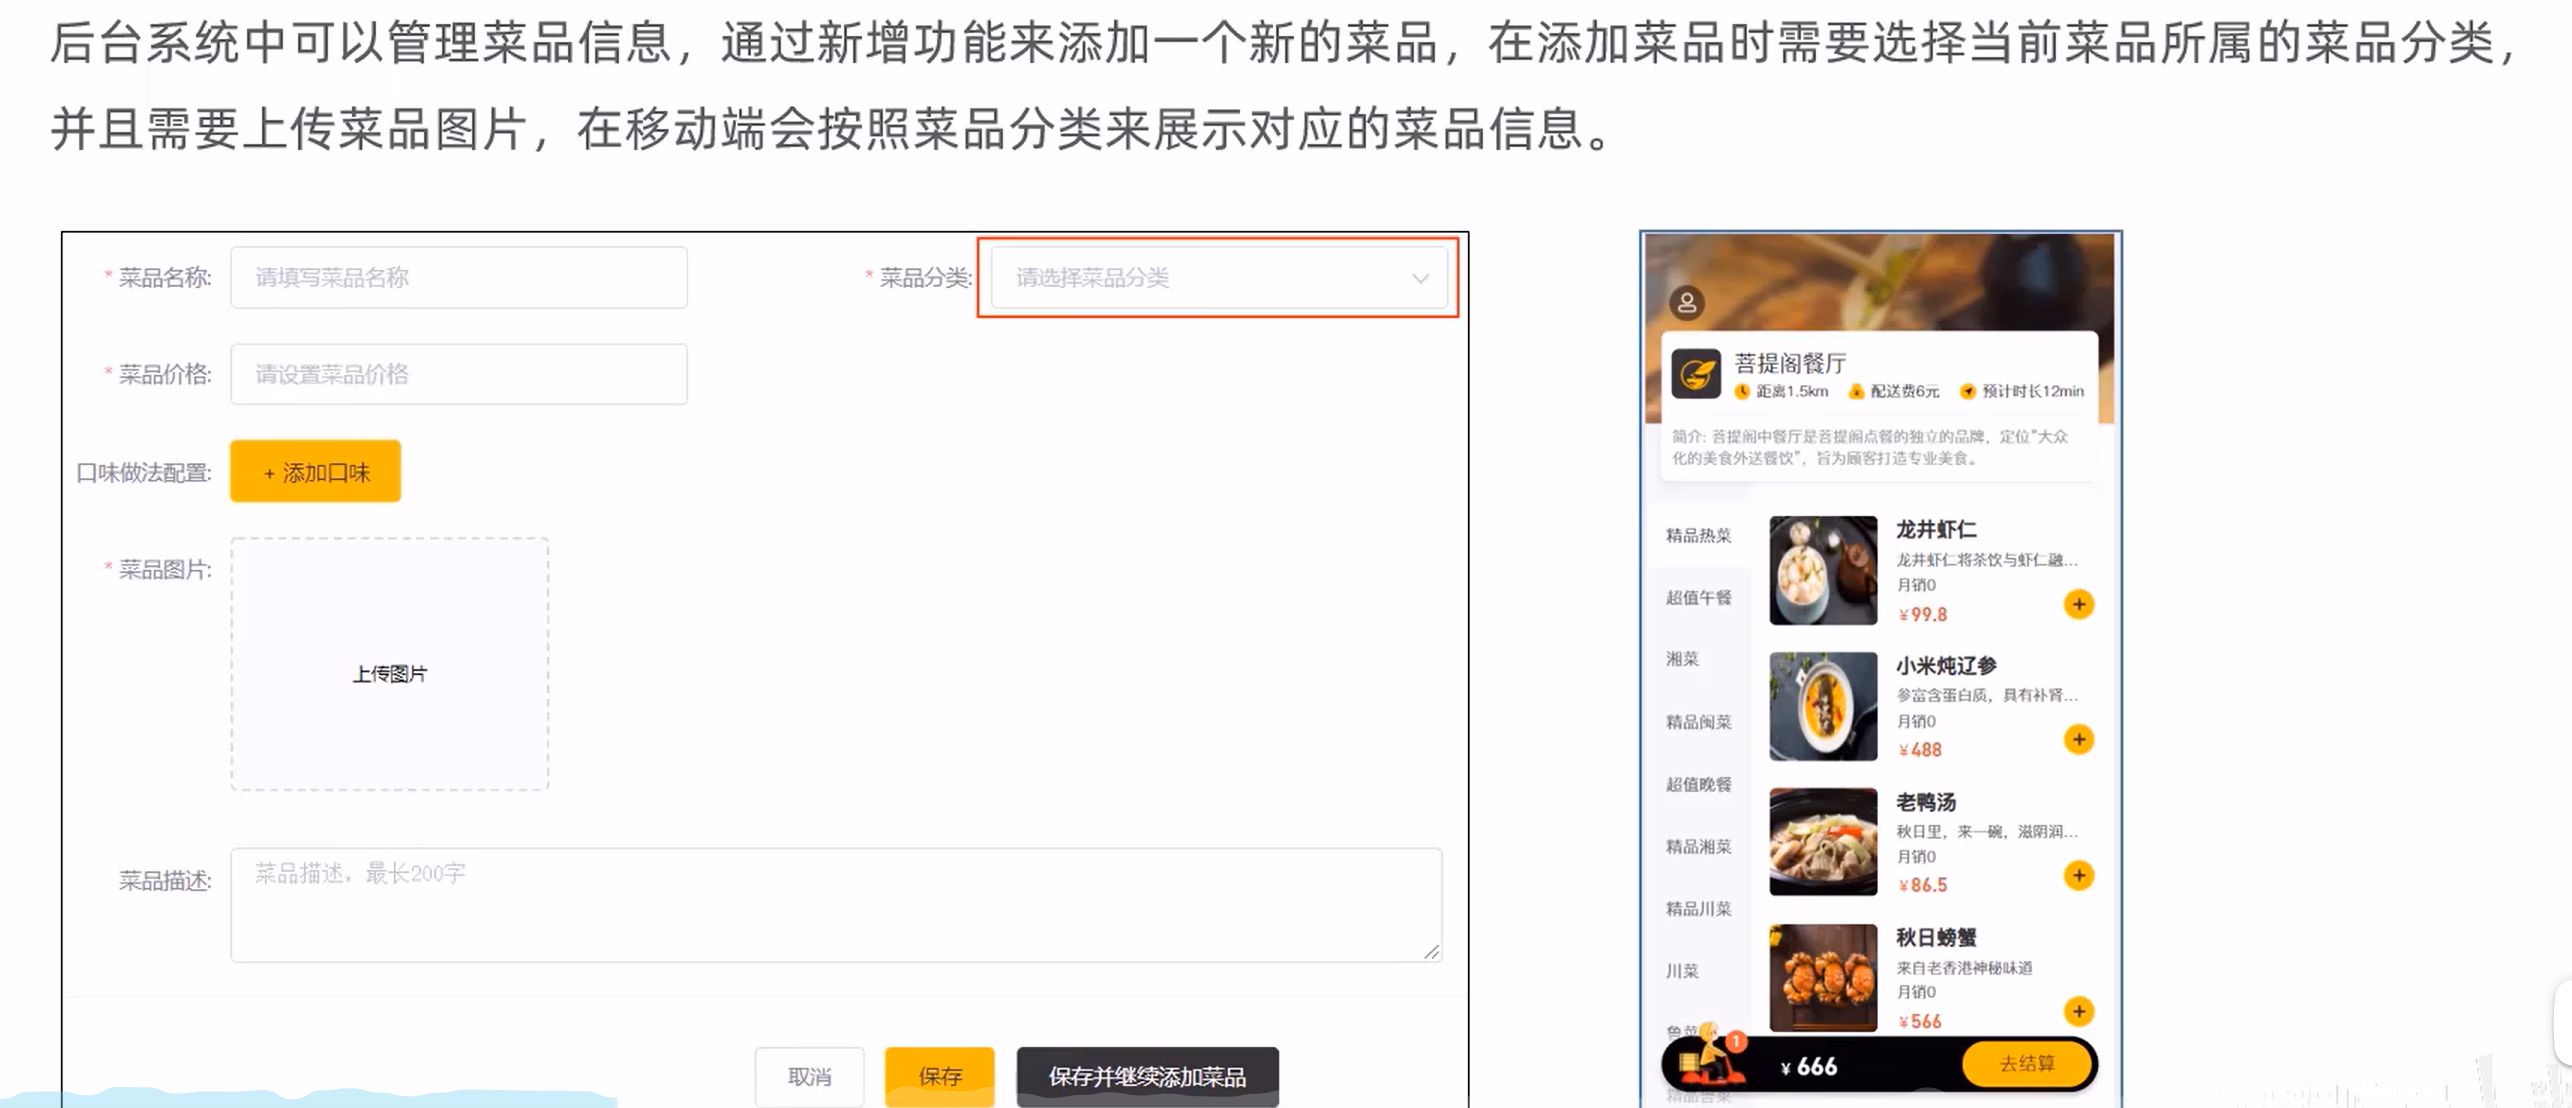 后台系统中可以管理菜品信息，通过新增功能来添加一个新的菜品，在添加菜品时需要选择当前菜品所属的菜品分类，
并且需要上传菜品图片，在移动端会按照菜品分类来展示对应的菜品信息。
* 菜品名称: 请填写菜品名称
* 菜品分类: 请选择菜品分类
* 菜品价格: 请设置菜品价格
口味做法配置: + 添加口味
* 菜品图片:
上传图片
菜品描述: 菜品描述，最长200字
取消 保存 保存并继续添加菜品
菩提阁餐厅
距离1.5km 配送费6元 预计时长12min
简介: 菩提阁中餐厅是菩提阁点餐的独立的品牌，定位"大众
化的美食外送餐饮"，旨为顾客打造专业美食。
精品热菜
超值午餐
湘菜
精品闽菜
超值晚餐
精品湘菜
精品川菜
川菜
鲁菜
龙井虾仁
龙井虾仁将茶饮与虾仁融...
月销0
¥99.8
小米炖辽参
参富含蛋白质，具有补肾...
月销0
¥488
老鸭汤
秋日里，来一碗，滋阴润...
月销0
¥86.5
秋日螃蟹
来自老香港神秘味道
月销0
¥566
1
¥ 666
去结算